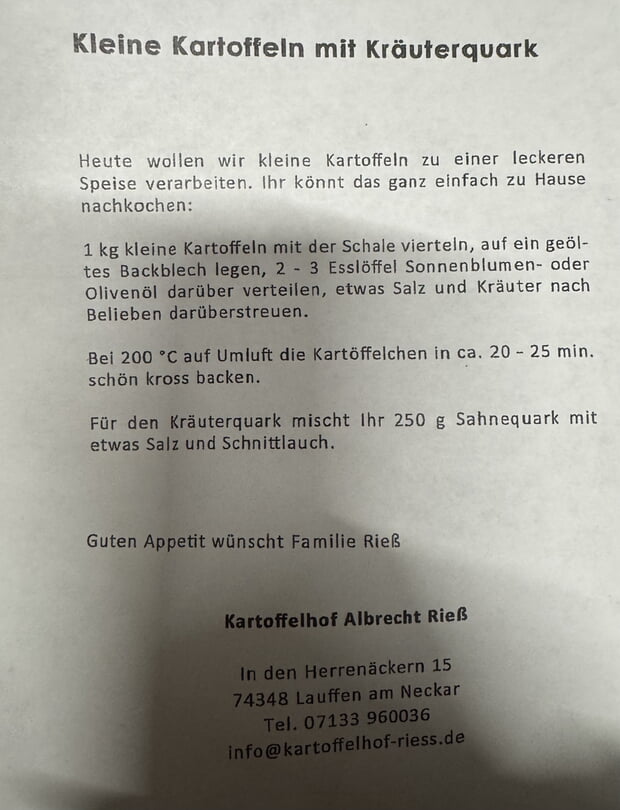 Kleine Kartoffeln mit Kräuterquark
Heute wollen wir kleine Kartoffeln zu einer leckeren
Speise verarbeiten. Ihr könnt das ganz einfach zu Hause
nachkochen:
1 kg kleine Kartoffeln mit der Schale vierteln, auf ein geöl-
tes Backblech legen, 2 - 3 Esslöffel Sonnenblumen- oder
Olivenöl darüber verteilen, etwas Salz und Kräuter nach
Belieben darüberstreuen.
Bei 200 °C auf Umluft die Kartöffelchen in ca. 20 - 25 min.
schön kross backen.
Für den Kräuterquark mischt Ihr 250 g Sahnequark mit
etwas Salz und Schnittlauch.
Guten Appetit wünscht Familie Rieß
Kartoffelhof Albrecht Rieß
In den Herrenäckern 15
74348 Lauffen am Neckar
Tel. 07133 960036
info@kartoffelhof-riess.de